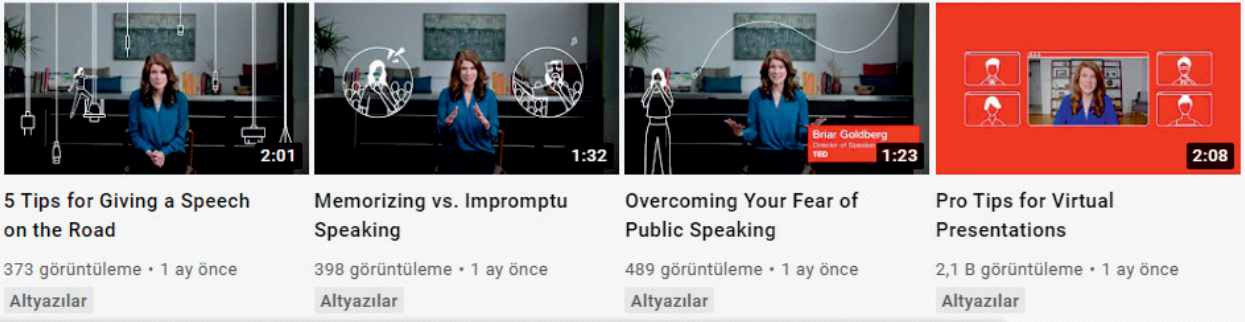 2:01
5 Tips for Giving a Speech
on the Road
373 görüntüleme • 1 ay önce
Altyazılar
1:32
Memorizing vs. Impromptu
Speaking
398 görüntüleme • 1 ay önce
Altyazılar
Briar Goldberg
Director of Speaker
TED
1:23
Overcoming Your Fear of
Public Speaking
489 görüntüleme • 1 ay önce
Altyazılar
2:08
Pro Tips for Virtual
Presentations
2,1 B görüntüleme • 1 ay önce
Altyazılar